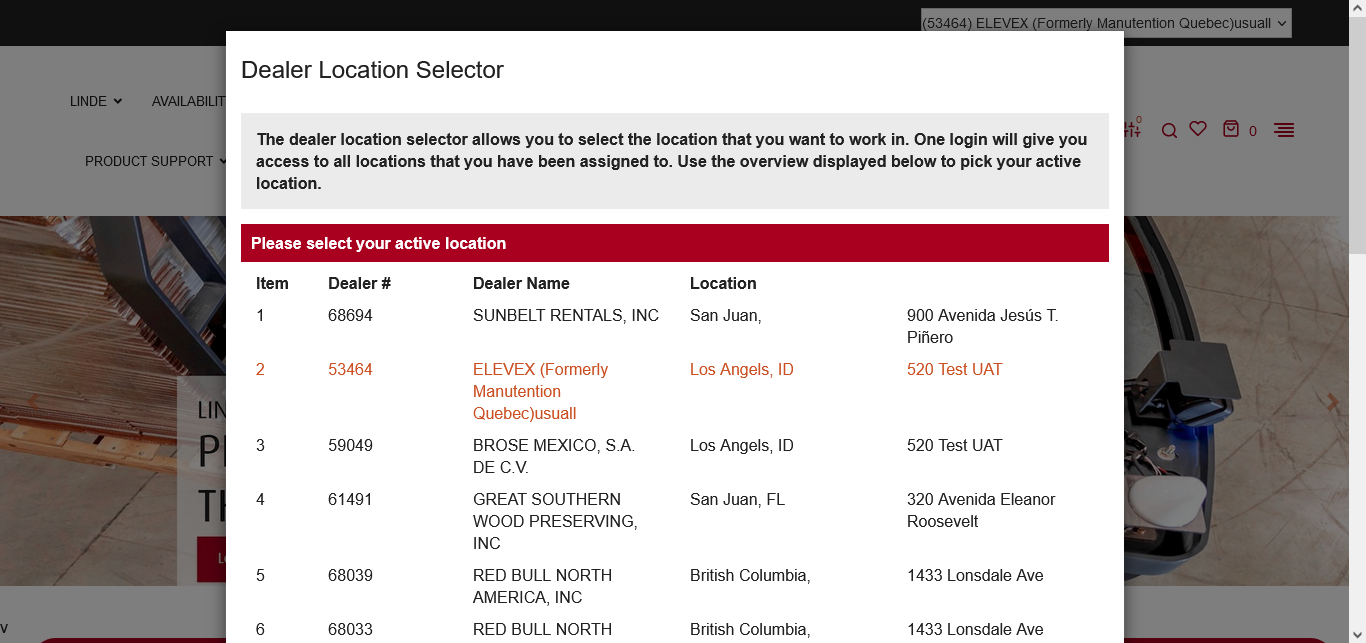 (53464) ELEVEX (Formerly Manutention Quebec)usuall
Dealer Location Selector
LINDE
AVAILABILIT
0
0
PRODUCT SUPPORT
The dealer location selector allows you to select the location that you want to work in. One login will give you
access to all locations that you have been assigned to. Use the overview displayed below to pick your active
location.
Please select your active location
Item Dealer # Dealer Name Location
1 68694 SUNBELT RENTALS, INC San Juan, 900 Avenida Jesús T.
Piñero
2 53464 ELEVEX (Formerly Los Angels, ID 520 Test UAT
Manutention
Quebec)usuall
3 59049 BROSE MEXICO, S.A. Los Angels, ID 520 Test UAT
DE C.V.
4 61491 GREAT SOUTHERN San Juan, FL 320 Avenida Eleanor
WOOD PRESERVING, Roosevelt
INC
5 68039 RED BULL NORTH British Columbia, 1433 Lonsdale Ave
AMERICA, INC
6 68033 RED BULL NORTH British Columbia, 1433 Lonsdale Ave
LIN
TH
v